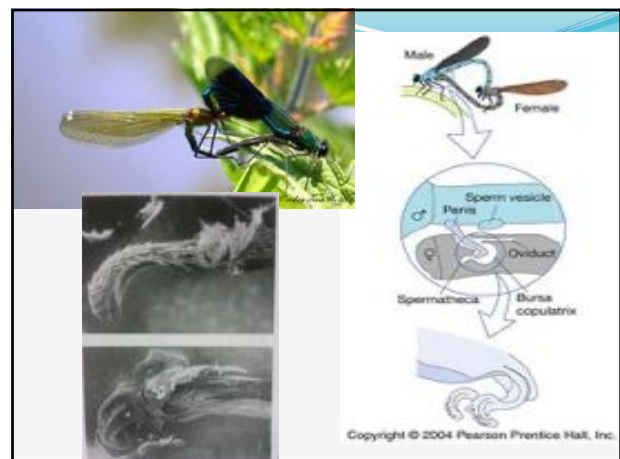 Male
Female
Sperm vesicle
Penis
♂
♀
Oviduct
Spermatheca
Bursa
copulatrix
Copyright © 2004 Pearson Prentice Hall, Inc.